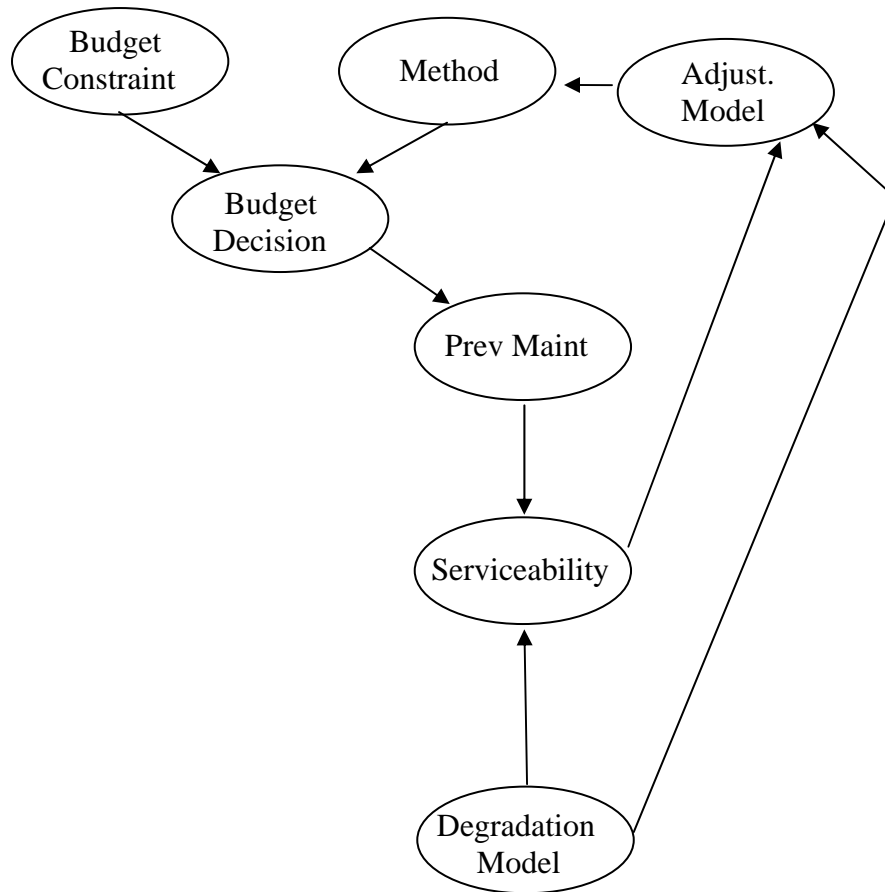 Budget
Constraint
Method
Adjust.
Model
Budget
Decision
Prev Maint
Serviceability
Degradation
Model